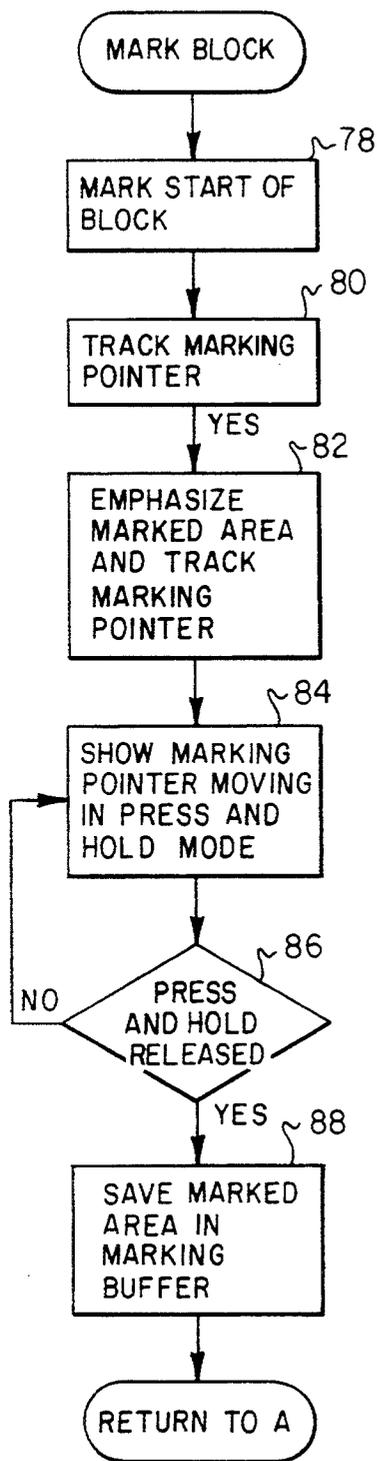 MARK BLOCK
78
MARK START OF
BLOCK
80
TRACK MARKING
POINTER
YES
82
EMPHASIZE
MARKED AREA
AND TRACK
MARKING
POINTER
84
SHOW MARKING
POINTER MOVING
IN PRESS AND
HOLD MODE
86
PRESS
AND HOLD
RELEASED
NO
YES
88
SAVE MARKED
AREA IN
MARKING
BUFFER
RETURN TO A